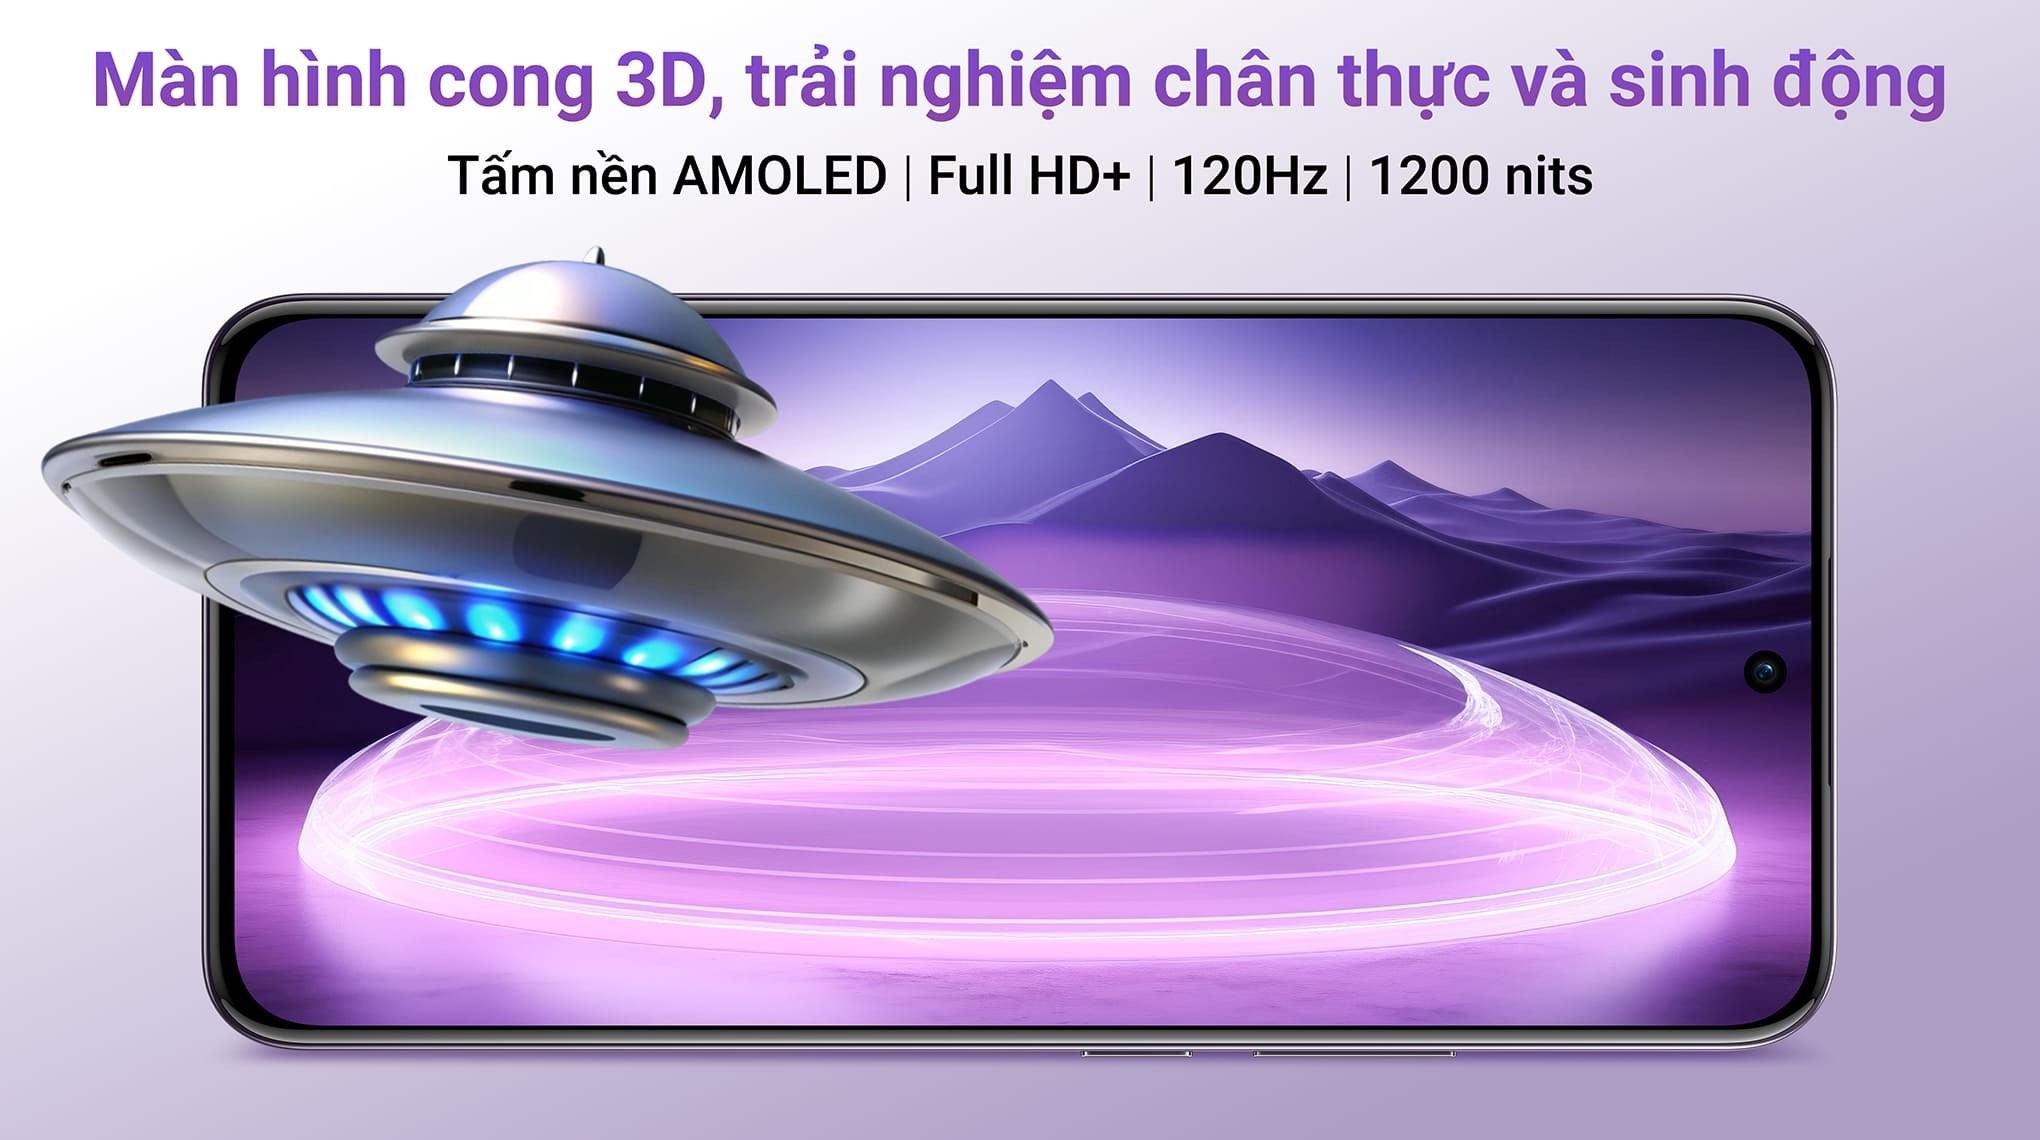 Màn hình cong 3D, trải nghiệm chân thực và sinh động
Tấm nền AMOLED | Full HD+ | 120Hz | 1200 nits